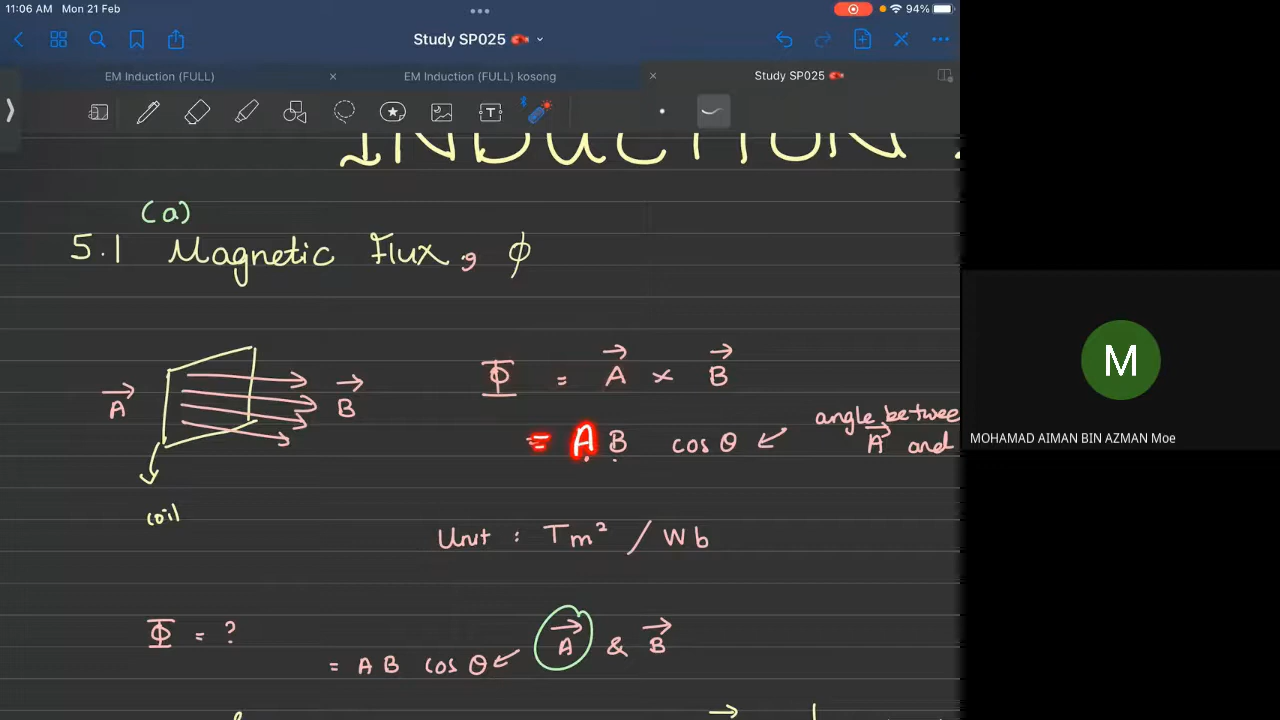 11:06 AM Mon 21 Feb
94%
Study SP025
EM Induction (FULL)
EM Induction (FULL) kosong
Study SP025
INDUCTION
(a)
5.1 Magnetic Flux, ϕ
Φ = A × B
A
B
= A B cos θ
angle betwee
A and
coil
Unit : Tm² / Wb
Φ = ?
= A B cos θ
A & B
M
MOHAMAD AIMAN BIN AZMAN Moe